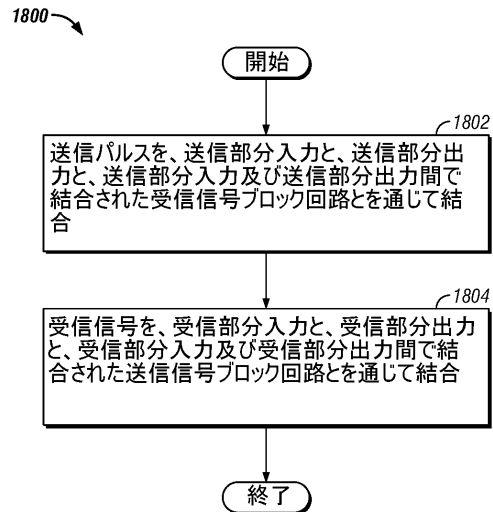 1800
開始
1802
送信パルスを、送信部分入力と、送信部分出
力と、送信部分入力及び送信部分出力間で
結合された受信信号ブロック回路とを通じて結
合
1804
受信信号を、受信部分入力と、受信部分出力
と、受信部分入力及び受信部分出力間で結
合された送信信号ブロック回路とを通じて結合
終了